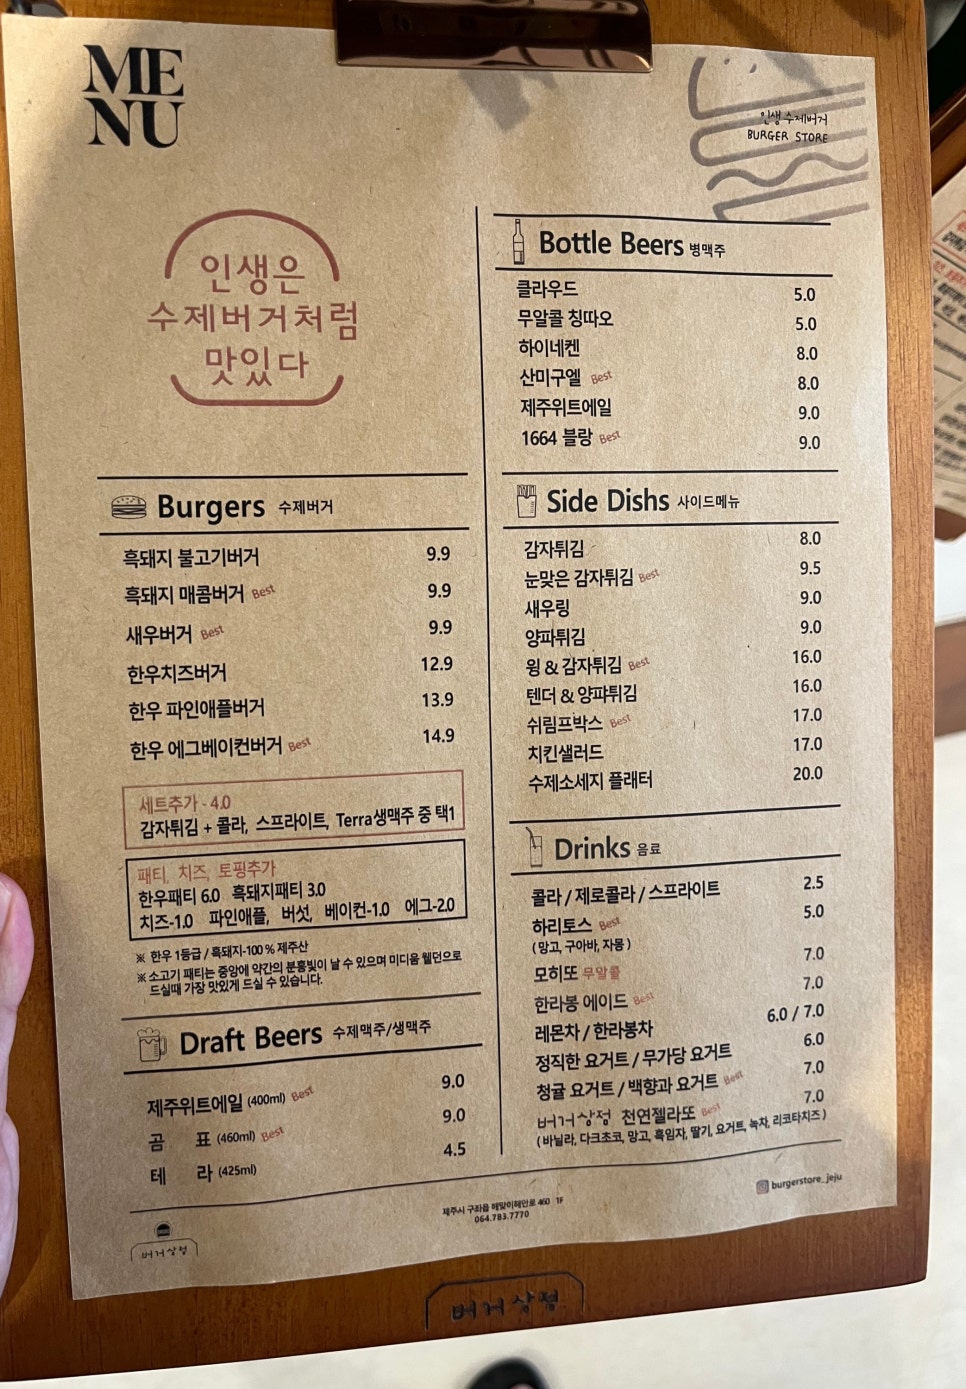 ME
NU
인생 수제버거
BURGER STORE
인생은
수제버거처럼
맛있다
Burgers 수제버거
흑돼지 불고기버거 9.9
흑돼지 매콤버거 Best 9.9
새우버거 Best 9.9
한우치즈버거 12.9
한우 파인애플버거 13.9
한우 에그베이컨버거 Best 14.9
세트추가 - 4.0
감자튀김 + 콜라, 스프라이트, Terra생맥주 중 택1
패티, 치즈, 토핑추가
한우패티 6.0 흑돼지패티 3.0
치즈-1.0 파인애플, 버섯, 베이컨-1.0 에그-2.0
※ 한우 1등급 / 흑돼지-100 % 제주산
※ 소고기 패티는 중앙에 약간의 분홍빛이 날 수 있으며 미디움 웰던으로
드실때 가장 맛있게 드실 수 있습니다.
Draft Beers 수제맥주/생맥주
제주위트에일 (400ml) Best 9.0
곰 표 (460ml) Best 9.0
테 라 (425ml) 4.5
Bottle Beers 병맥주
클라우드 5.0
무알콜 칭따오 5.0
하이네켄 8.0
산미구엘 Best 8.0
제주위트에일 9.0
1664 블랑 Best 9.0
Side Dishs 사이드메뉴
감자튀김 8.0
눈맞은 감자튀김 Best 9.5
새우링 9.0
양파튀김 9.0
윙 & 감자튀김 Best 16.0
텐더 & 양퍄튀김 16.0
쉬림프박스 Best 17.0
치킨샐러드 17.0
수제소세지 플래터 20.0
Drinks 음료
콜라 / 제로콜라 / 스프라이트 2.5
하리토스 Best 5.0
( 망고, 구아바, 자몽 )
모히또 무알콜 7.0
한라봉 에이드 Best 7.0
레몬차 / 한라봉차 6.0 / 7.0
정직한 요거트 / 무가당 요거트 6.0
청귤 요거트 / 백향과 요거트 Best 7.0
버거상점 천연젤라또 Best 7.0
( 바닐라, 다크초코, 망고, 흑임자, 딸기, 요거트, 녹차, 리코타치즈 )
버거상점
제주시 구좌읍 해맞이해안로 460 1F
064.783.7770
burgerstore_jeju
버거상점